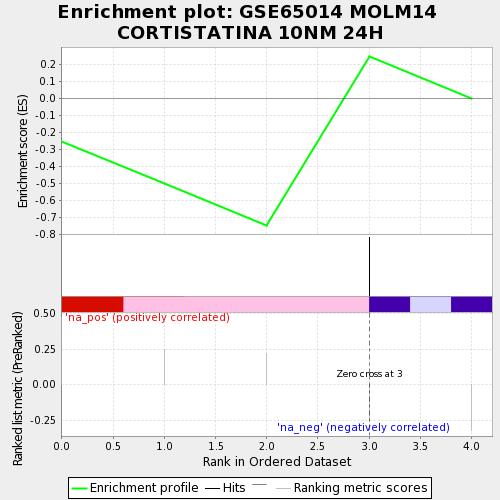 Enrichment plot: GSE65014 MOLM14
CORTISTATINA 10NM 24H
Enrichment score (ES)
0.2
0.1
0.0
-0.1
-0.2
-0.3
-0.4
-0.5
-0.6
-0.7
-0.8
'na_pos' (positively correlated)
Ranked list metric (PreRanked)
0.50
0.25
0.00
-0.25
Zero cross at 3
'na_neg' (negatively correlated)
0.0 0.5 1.0 1.5 2.0 2.5 3.0 3.5 4.0
Rank in Ordered Dataset
Enrichment profile Hits Ranking metric scores